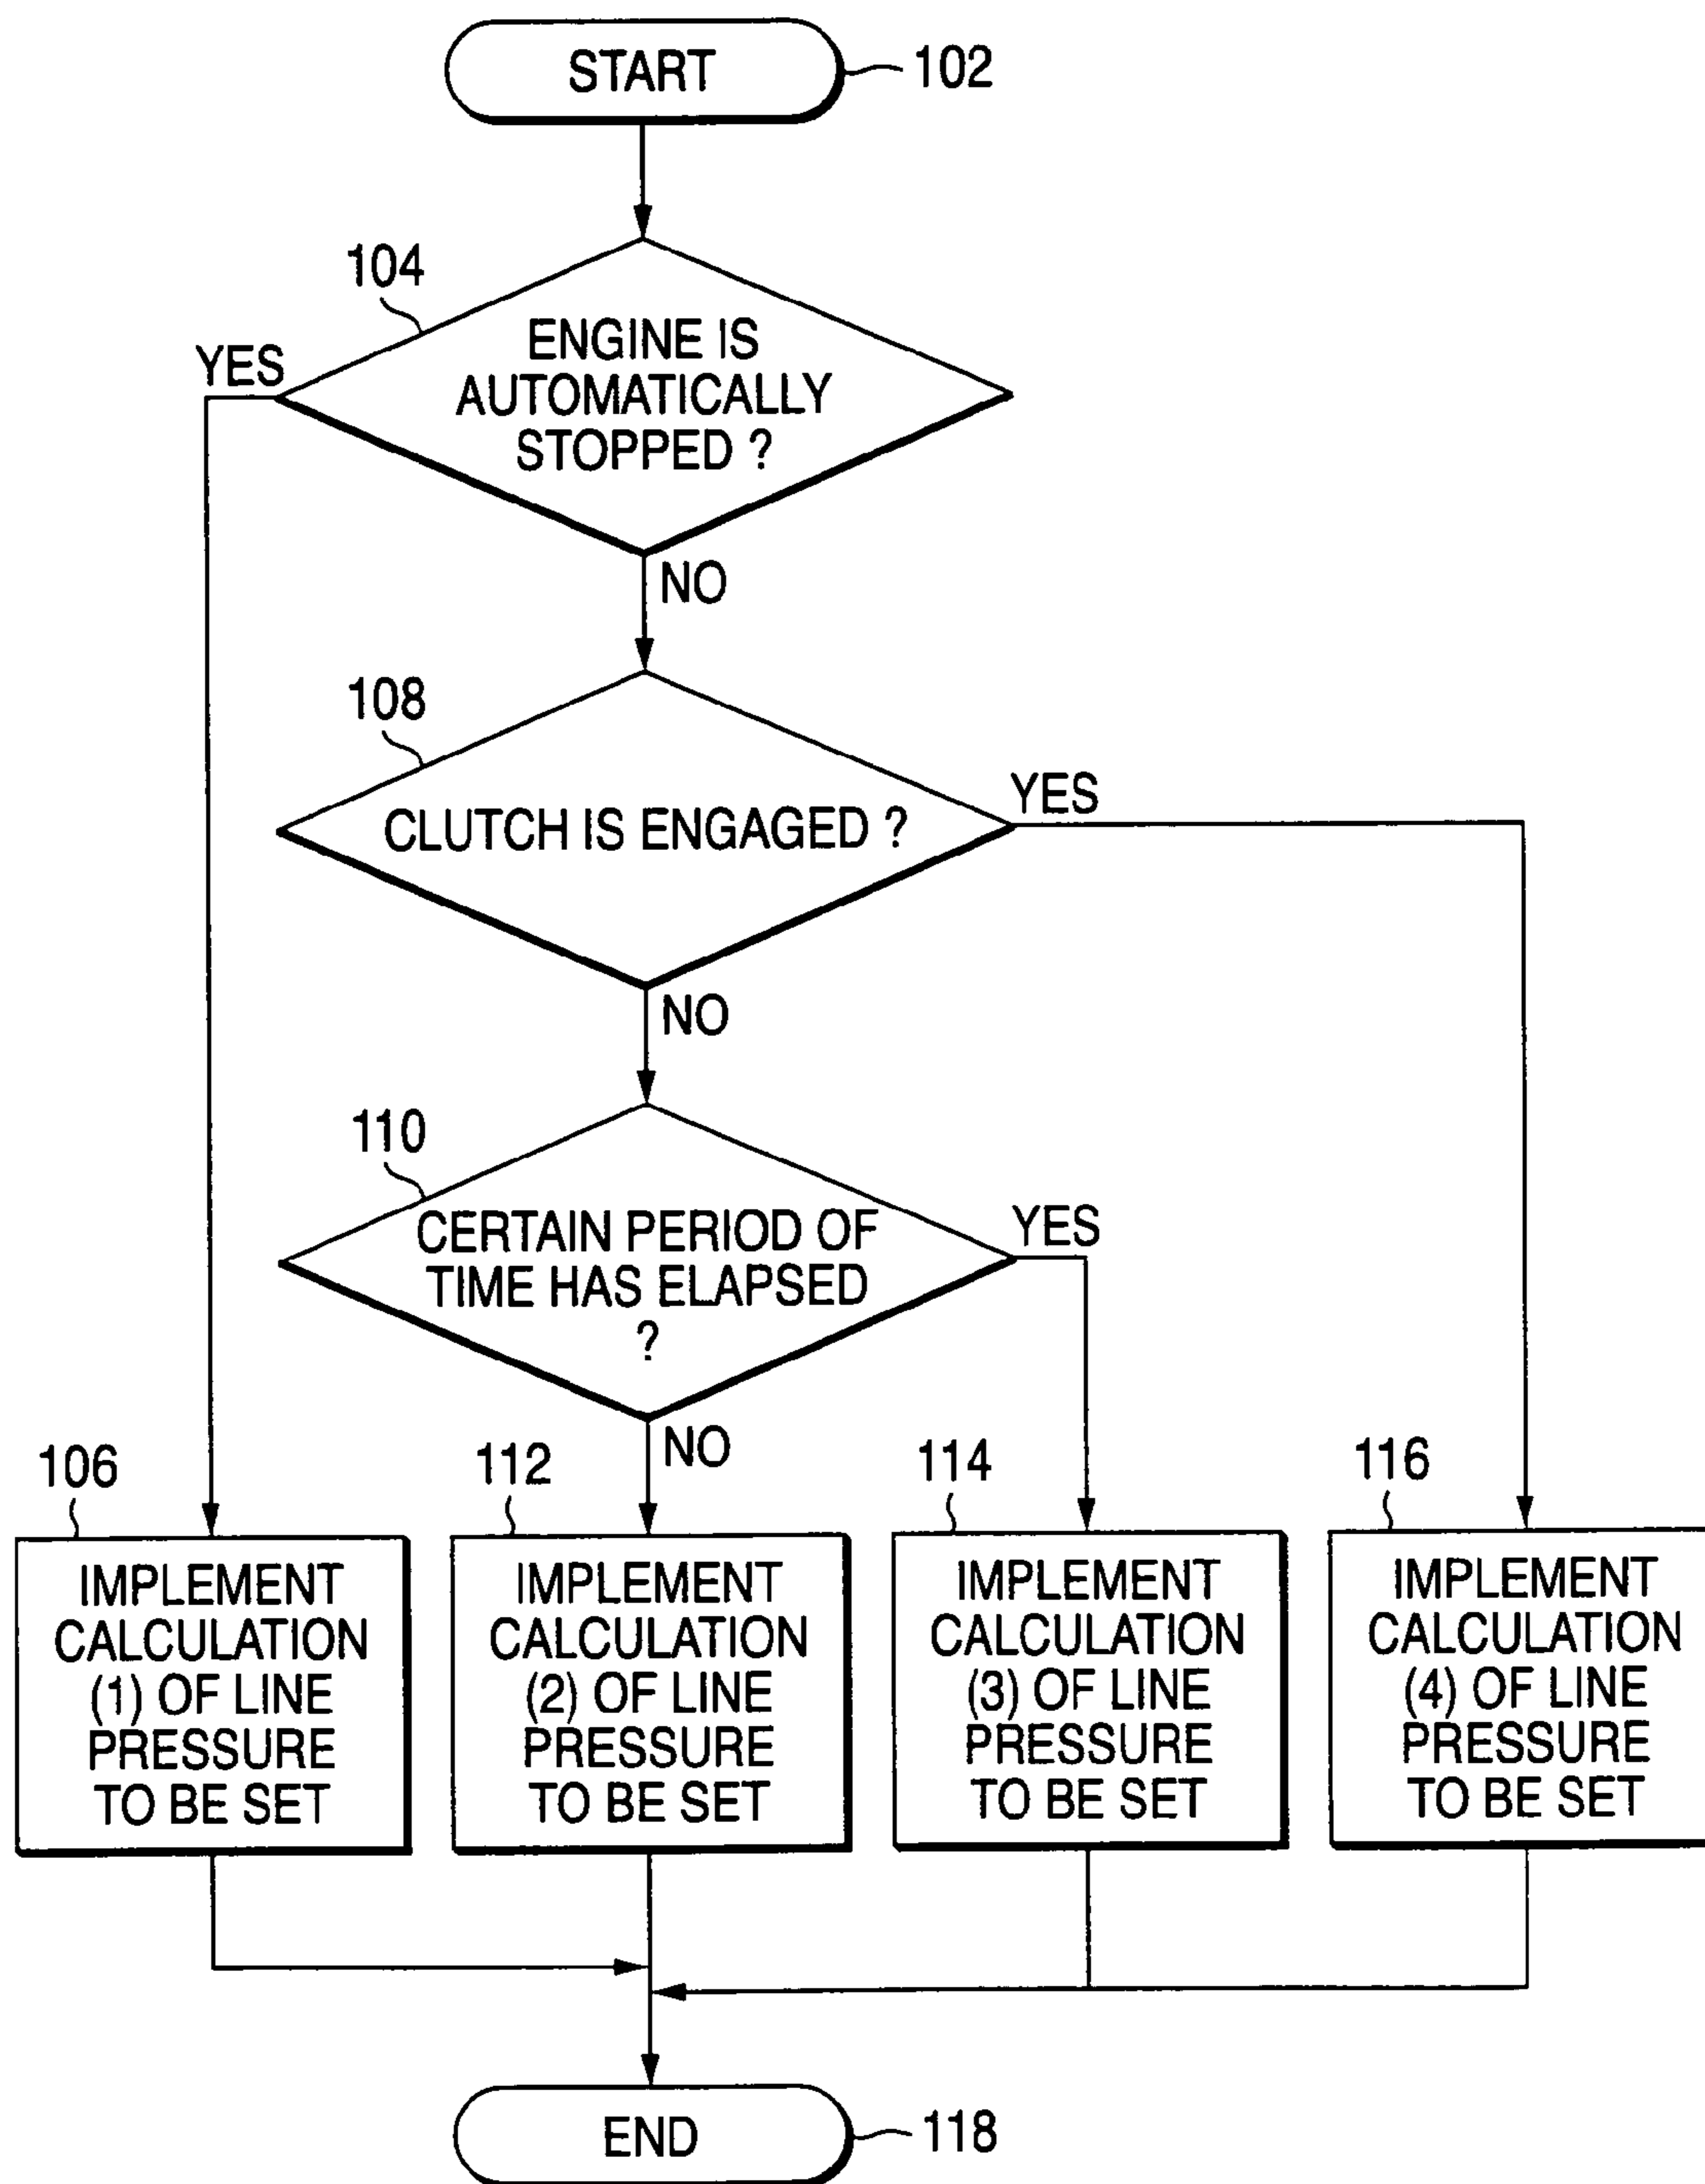 START
102
104
YES
ENGINE IS
AUTOMATICALLY
STOPPED ?
NO
108
CLUTCH IS ENGAGED ?
YES
NO
110
CERTAIN PERIOD OF
TIME HAS ELAPSED
?
YES
NO
106
IMPLEMENT
CALCULATION
(1) OF LINE
PRESSURE
TO BE SET
112
IMPLEMENT
CALCULATION
(2) OF LINE
PRESSURE
TO BE SET
114
IMPLEMENT
CALCULATION
(3) OF LINE
PRESSURE
TO BE SET
116
IMPLEMENT
CALCULATION
(4) OF LINE
PRESSURE
TO BE SET
END
118